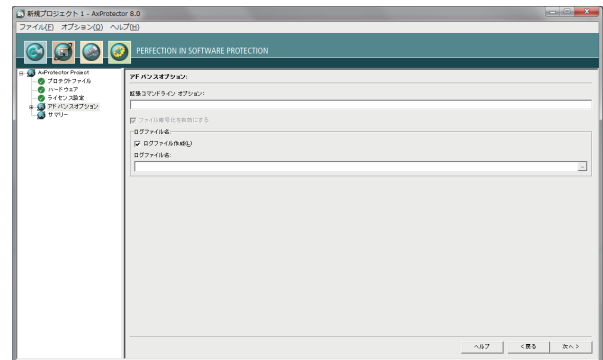 新規プロジェクト 1 - AxProtector 8.0
ファイル(F) オプション(O) ヘルプ(H)
PERFECTION IN SOFTWARE PROTECTION
AxProtector Project
プロテクトファイル
ハードウェア
ライセンス設定
アドバンスオプション
サマリー
アドバンスオプション:
拡張コマンドライン オプション:
ファイル暗号化を有効にする
ログファイル名:
ログファイル作成(L)
ログファイル名:
...
ヘルプ
< 戻る
次へ >